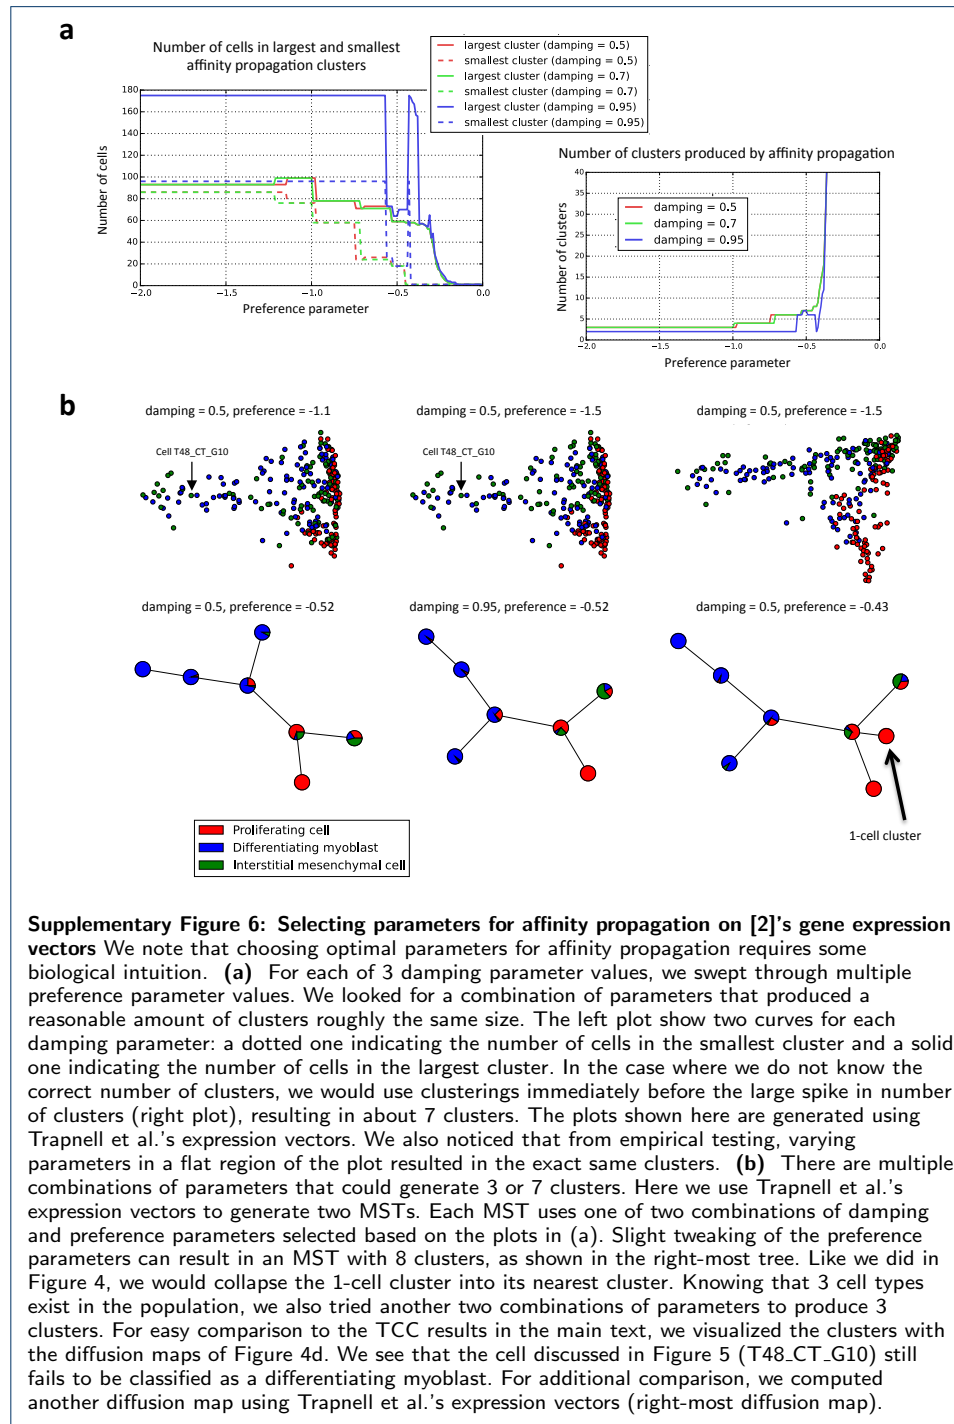 a
Number of cells in largest and smallest
affinity propagation clusters
largest cluster (damping = 0.5)
smallest cluster (damping = 0.5)
largest cluster (damping = 0.7)
smallest cluster (damping = 0.7)
largest cluster (damping = 0.95)
smallest cluster (damping = 0.95)
180
160
140
120
100
80
60
40
20
0
Number of cells
−2.0 −1.5 −1.0 −0.5 0.0
Preference parameter
Number of clusters produced by affinity propagation
damping = 0.5
damping = 0.7
damping = 0.95
40
35
30
25
20
15
10
5
0
Number of clusters
−2.0 −1.5 −1.0 −0.5 0.0
Preference parameter
b
damping = 0.5, preference = -1.1
damping = 0.5, preference = -1.5
damping = 0.5, preference = -1.5
Cell T48_CT_G10
Cell T48_CT_G10
damping = 0.5, preference = -0.52
damping = 0.95, preference = -0.52
damping = 0.5, preference = -0.43
1-cell cluster
Proliferating cell
Differentiating myoblast
Interstitial mesenchymal cell
Supplementary Figure 6: Selecting parameters for affinity propagation on [2]'s gene expression
vectors We note that choosing optimal parameters for affinity propagation requires some
biological intuition. (a) For each of 3 damping parameter values, we swept through multiple
preference parameter values. We looked for a combination of parameters that produced a
reasonable amount of clusters roughly the same size. The left plot show two curves for each
damping parameter: a dotted one indicating the number of cells in the smallest cluster and a solid
one indicating the number of cells in the largest cluster. In the case where we do not know the
correct number of clusters, we would use clusterings immediately before the large spike in number
of clusters (right plot), resulting in about 7 clusters. The plots shown here are generated using
Trapnell et al.'s expression vectors. We also noticed that from empirical testing, varying
parameters in a flat region of the plot resulted in the exact same clusters. (b) There are multiple
combinations of parameters that could generate 3 or 7 clusters. Here we use Trapnell et al.'s
expression vectors to generate two MSTs. Each MST uses one of two combinations of damping
and preference parameters selected based on the plots in (a). Slight tweaking of the preference
parameters can result in an MST with 8 clusters, as shown in the right-most tree. Like we did in
Figure 4, we would collapse the 1-cell cluster into its nearest cluster. Knowing that 3 cell types
exist in the population, we also tried another two combinations of parameters to produce 3
clusters. For easy comparison to the TCC results in the main text, we visualized the clusters with
the diffusion maps of Figure 4d. We see that the cell discussed in Figure 5 (T48_CT_G10) still
fails to be classified as a differentiating myoblast. For additional comparison, we computed
another diffusion map using Trapnell et al.'s expression vectors (right-most diffusion map).